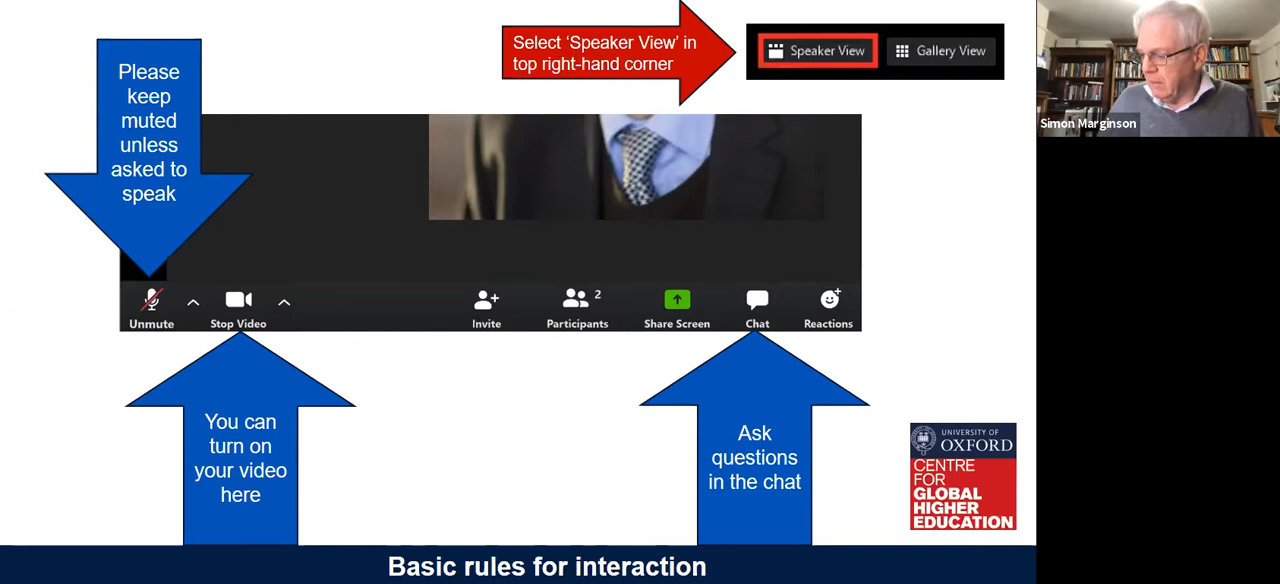 Select ‘Speaker View’ in
top right-hand corner
Speaker View
Gallery View
Simon Marginson
Please
keep
muted
unless
asked to
speak
2
Unmute
Stop Video
Invite
Participants
Share Screen
Chat
Reactions
You can
turn on
your video
here
Ask
questions
in the chat
UNIVERSITY OF
OXFORD
CENTRE
FOR
GLOBAL
HIGHER
EDUCATION
Basic rules for interaction